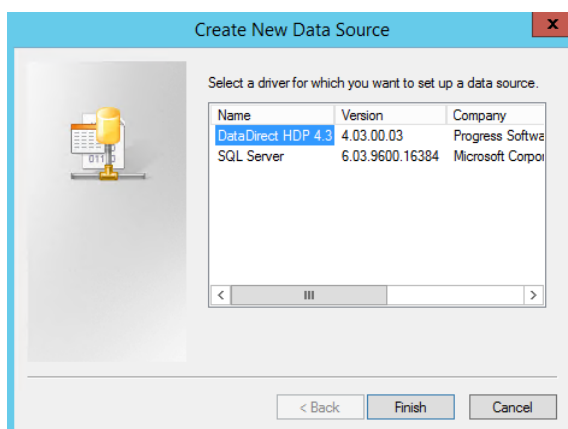 Create New Data Source
x
Select a driver for which you want to set up a data source.
Name Version Company
DataDirect HDP 4.3 4.03.00.03 Progress Softwa
SQL Server 6.03.9600.16384 Microsoft Corpor
< Back Finish Cancel